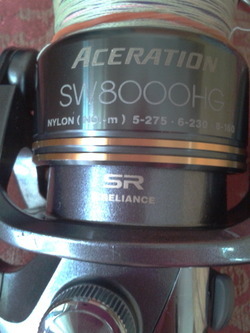 ACERATION
SW8000HG
NYLON ( -m) 5-275 · 6-230
SR
RELIANCE